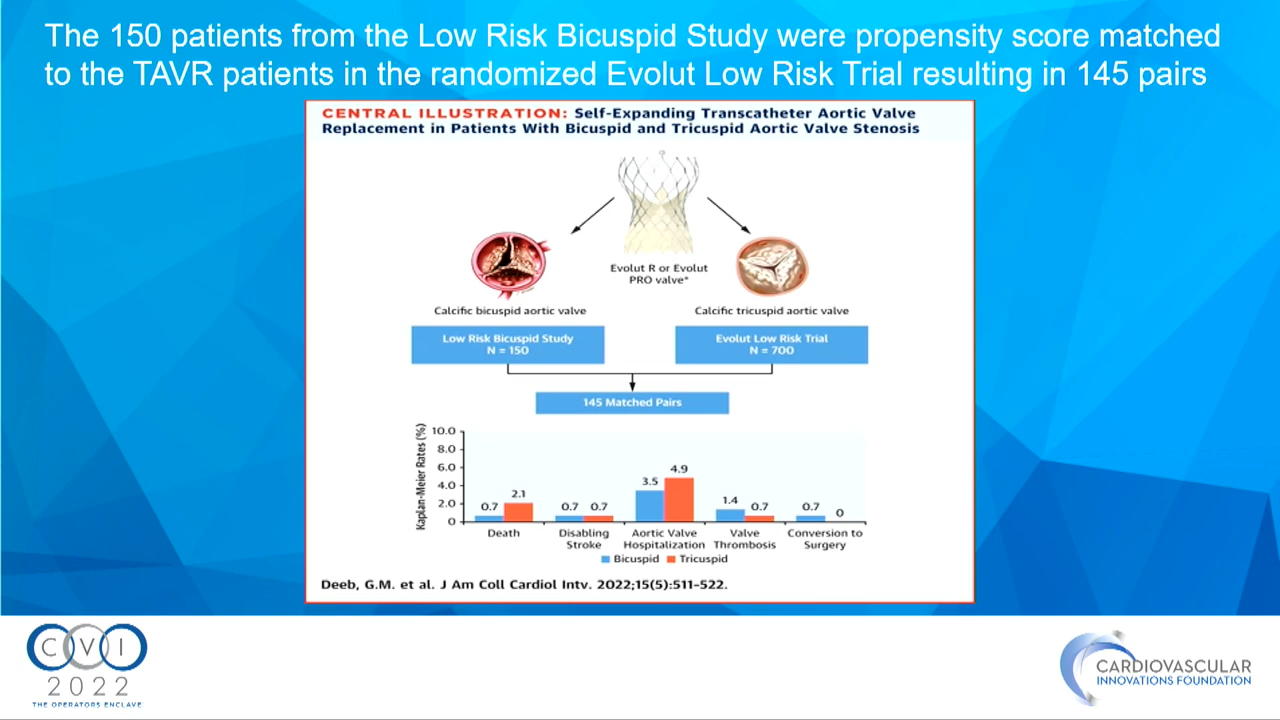 The 150 patients from the Low Risk Bicuspid Study were propensity score matched
to the TAVR patients in the randomized Evolut Low Risk Trial resulting in 145 pairs
CENTRAL ILLUSTRATION: Self-Expanding Transcatheter Aortic Valve
Replacement in Patients With Bicuspid and Tricuspid Aortic Valve Stenosis
Evolut R or Evolut
PRO valve*
Calcific bicuspid aortic valve
Calcific tricuspid aortic valve
Low Risk Bicuspid Study
N = 150
Evolut Low Risk Trial
N = 700
145 Matched Pairs
Kaplan-Meier Rates (%)
10.0
8.0
6.0
4.0
2.0
0
0.7
2.1
0.7
0.7
3.5
4.9
1.4
0.7
0.7
0
Death
Disabling
Stroke
Aortic Valve
Hospitalization
Valve
Thrombosis
Conversion to
Surgery
Bicuspid
Tricuspid
Deeb, G.M. et al. J Am Coll Cardiol Intv. 2022;15(5):511–522.
CVI
2022
THE OPERATORS ENCLAVE
CARDIOVASCULAR
INNOVATIONS FOUNDATION